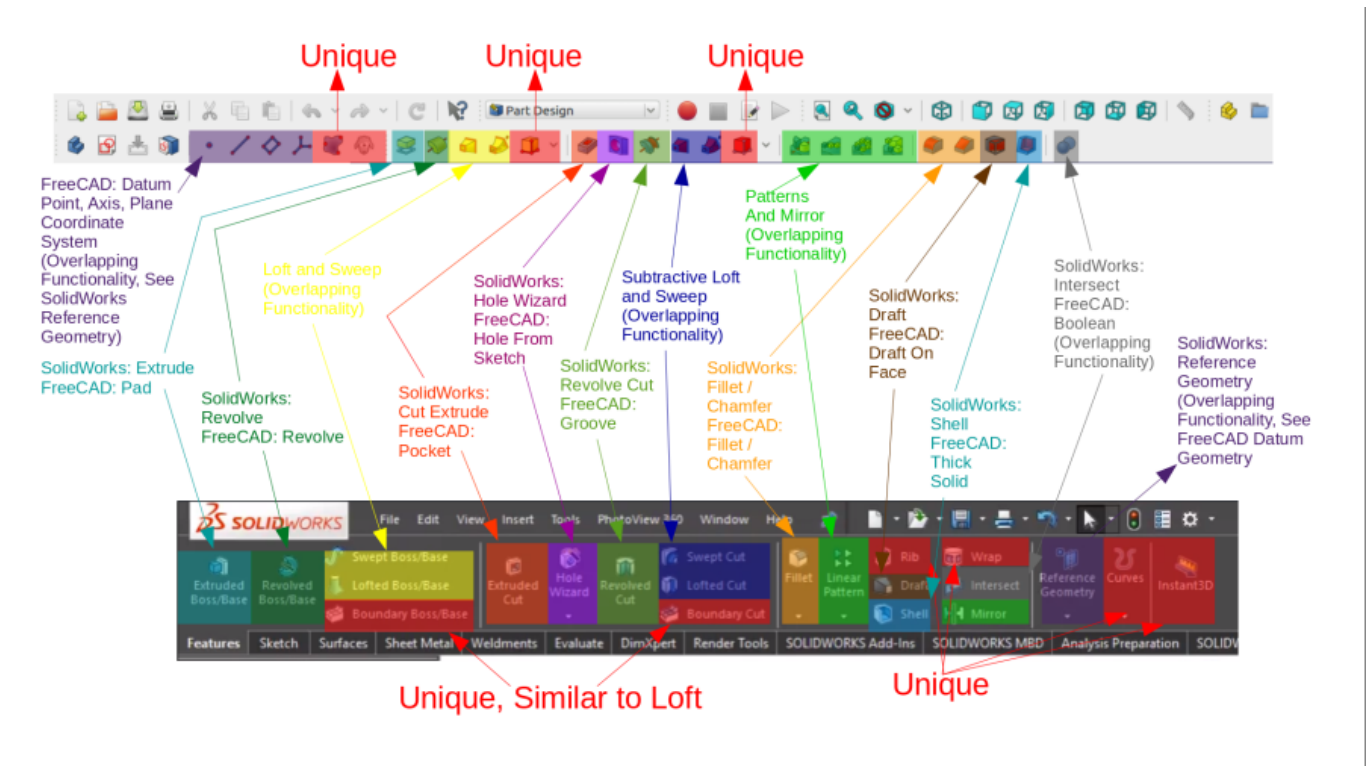 Unique
Unique
Unique
Part Design
FreeCAD: Datum
Point, Axis, Plane
Coordinate
System
(Overlapping
Functionality, See
SolidWorks
Reference
Geometry)
SolidWorks: Extrude
FreeCAD: Pad
SolidWorks:
Revolve
FreeCAD: Revolve
Loft and Sweep
(Overlapping
Functionality)
SolidWorks:
Cut Extrude
FreeCAD:
Pocket
SolidWorks:
Hole Wizard
FreeCAD:
Hole From
Sketch
SolidWorks:
Revolve Cut
FreeCAD:
Groove
Subtractive Loft
and Sweep
(Overlapping
Functionality)
Patterns
And Mirror
(Overlapping
Functionality)
SolidWorks:
Fillet /
Chamfer
FreeCAD:
Fillet /
Chamfer
SolidWorks:
Draft
FreeCAD:
Draft On
Face
SolidWorks:
Shell
FreeCAD:
Thick
Solid
SolidWorks:
Intersect
FreeCAD:
Boolean
(Overlapping
Functionality)
SolidWorks:
Reference
Geometry
(Overlapping
Functionality, See
FreeCAD Datum
Geometry
SOLIDWORKS File Edit View Insert Tools PhotoView 360 Window Help
Extruded
Boss/Base
Revolved
Boss/Base
Swept Boss/Base
Lofted Boss/Base
Boundary Boss/Base
Extruded
Cut
Hole
Wizard
Revolved
Cut
Swept Cut
Lofted Cut
Boundary Cut
Fillet
Linear
Pattern
Rib
Draft
Shell
Wrap
Intersect
Mirror
Reference
Geometry
Curves
Instant3D
Features Sketch Surfaces Sheet Metal Weldments Evaluate DimXpert Render Tools SOLIDWORKS Add-Ins SOLIDWORKS MBD Analysis Preparation SOLIDW
Unique, Similar to Loft
Unique